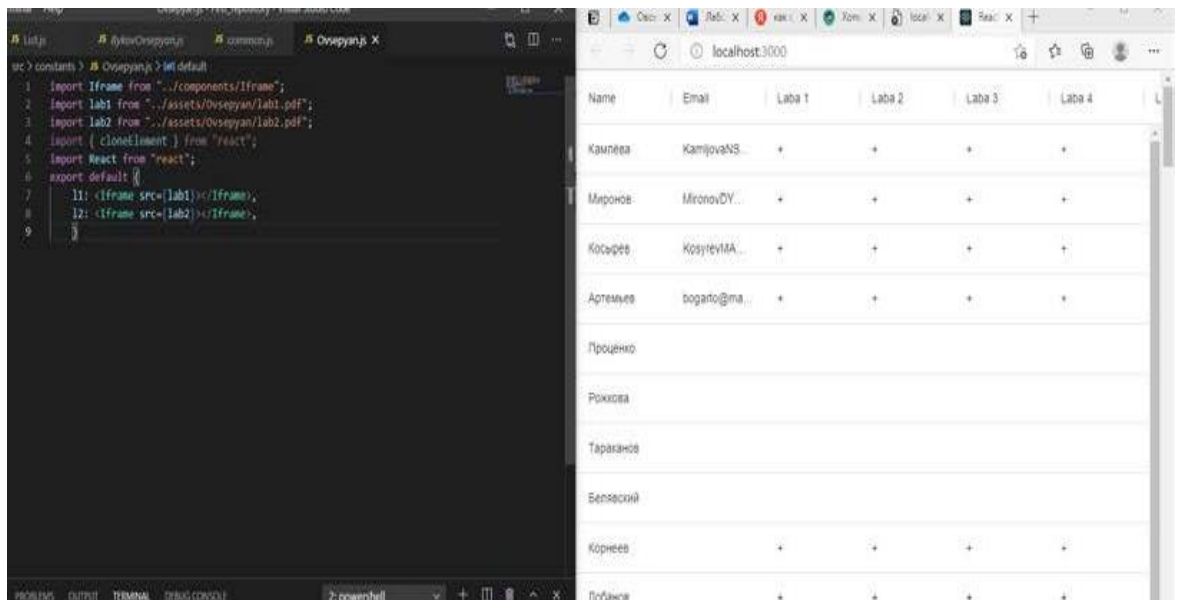 List.js BykovOvsepyan.js common.js Ovsepyan.js X
src > constants > Ovsepyan.js > default
1 import Iframe from "../components/Iframe";
2 import lab1 from "../assets/Ovsepyan/lab1.pdf";
3 import lab2 from "../assets/Ovsepyan/lab2.pdf";
4 import { cloneElement } from "react";
5 import React from "react";
6 export default {
7 l1: <Iframe src={lab1}></Iframe>,
8 l2: <Iframe src={lab2}></Iframe>,
9 }
PROBLEMS OUTPUT TERMINAL DEBUG CONSOLE 2: powershell
localhost:3000
Name Email Laba 1 Laba 2 Laba 3 Laba 4 L
Камлёва + + + +
Миронов MironovDY... + + + +
Косырев KosyrevMA... + + + +
Артемьев bogarto@ma... + + + +
Проценко
Рожкова
Тараканов
Белявский
Корнеев + + + +
Лобанов + + + +